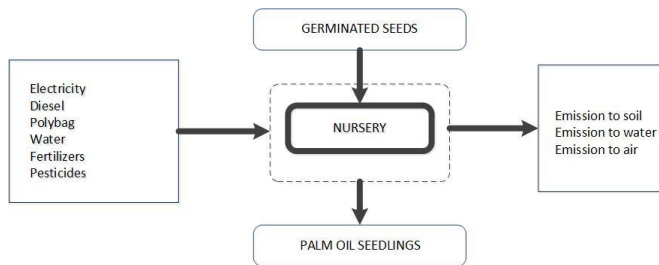 GERMINATED SEEDS
Electricity
Diesel
Polybag
Water
Fertilizers
Pesticides
NURSERY
Emission to soil
Emission to water
Emission to air
PALM OIL SEEDLINGS